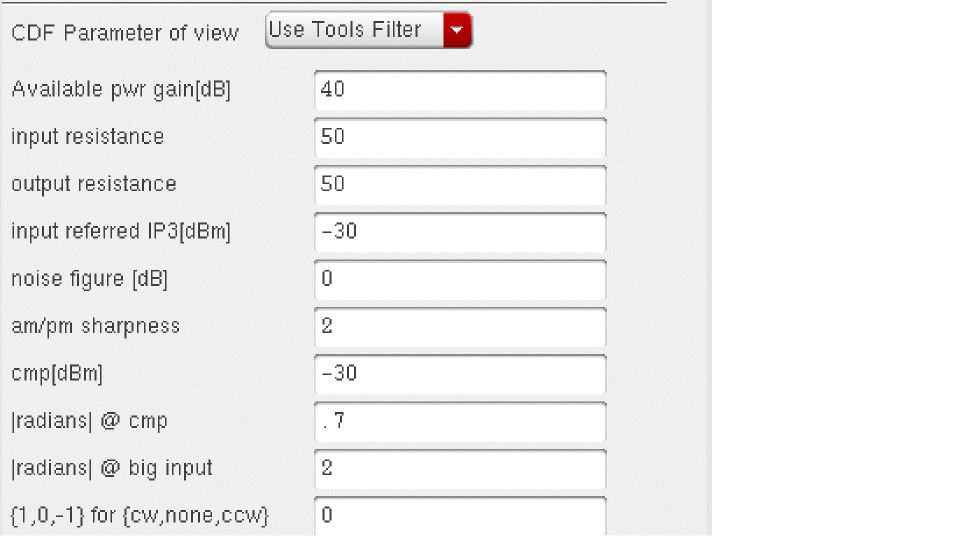 CDF Parameter of view Use Tools Filter
Available pwr gain[dB] 40
input resistance 50
output resistance 50
input referred IP3[dBm] -30
noise figure [dB] 0
am/pm sharpness 2
cmp[dBm] -30
|radians| @ cmp .7
|radians| @ big input 2
{1,0,-1} for {cw,none,ccw} 0